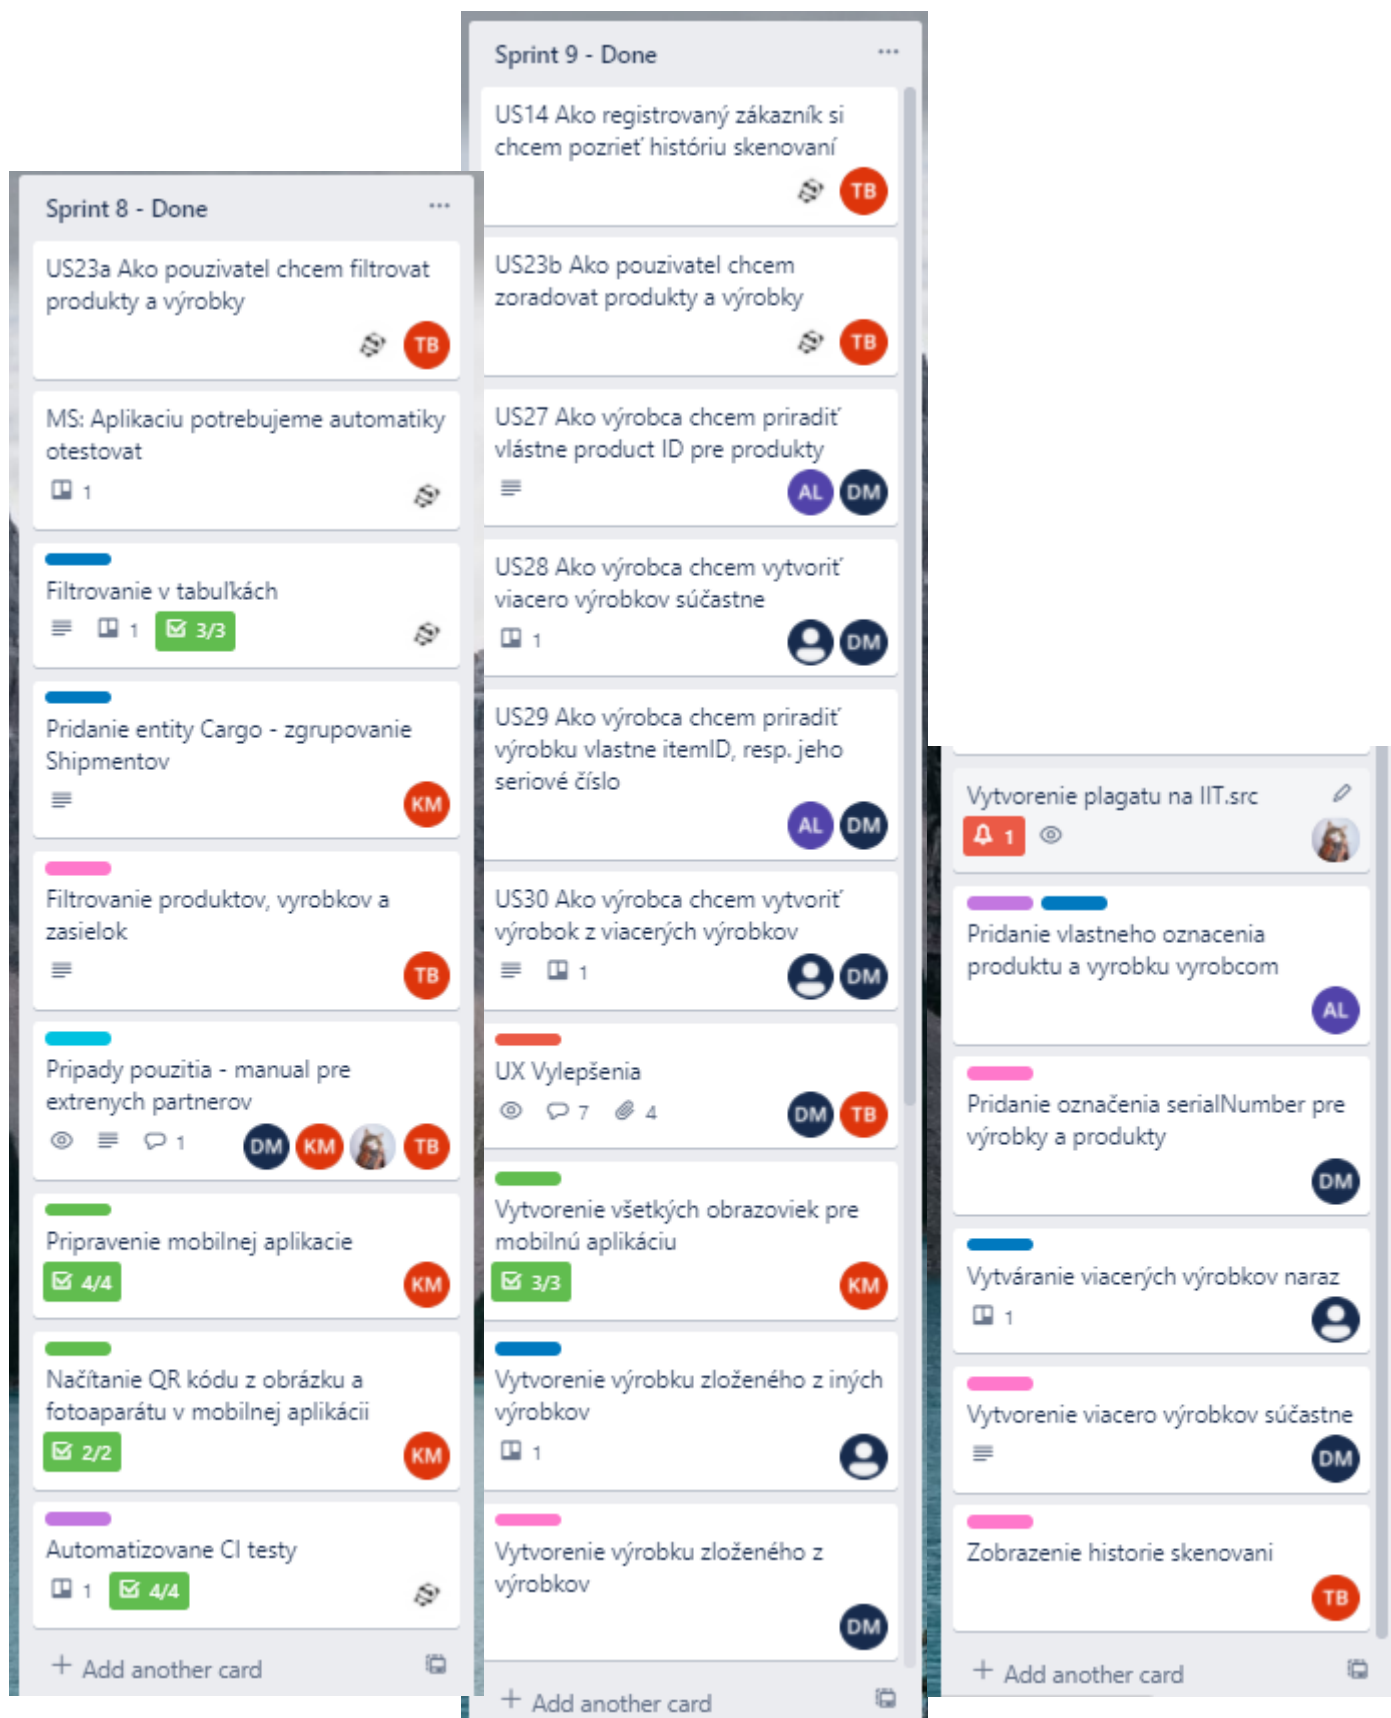 Sprint 8 - Done
US23a Ako pouzivatel chcem filtrovat
produkty a výrobky
TB
MS: Aplikaciu potrebujeme automatiky
otestovat
1
Filtrovanie v tabuľkách
1 3/3
Pridanie entity Cargo - zgrupovanie
Shipmentov
KM
Filtrovanie produktov, vyrobkov a
zasielok
TB
Pripady pouzitia - manual pre
extrenych partnerov
1 DM KM TB
Pripravenie mobilnej aplikacie
4/4 KM
Načítanie QR kódu z obrázku a
fotoaparátu v mobilnej aplikácii
2/2 KM
Automatizovane CI testy
1 4/4
+ Add another card
Sprint 9 - Done
US14 Ako registrovaný zákazník si
chcem pozrieť históriu skenovaní
TB
US23b Ako pouzivatel chcem
zoradovat produkty a výrobky
TB
US27 Ako výrobca chcem priradiť
vlástne product ID pre produkty
AL DM
US28 Ako výrobca chcem vytvoriť
viacero výrobkov súčastne
1 DM
US29 Ako výrobca chcem priradiť
výrobku vlastne itemID, resp. jeho
seriové číslo
AL DM
US30 Ako výrobca chcem vytvoriť
výrobok z viacerých výrobkov
1 DM
UX Vylepšenia
7 4 DM TB
Vytvorenie všetkých obrazoviek pre
mobilnú aplikáciu
3/3 KM
Vytvorenie výrobku zloženého z iných
výrobkov
1
Vytvorenie výrobku zloženého z
výrobkov
DM
+ Add another card
Vytvorenie plagatu na IIT.src
1
Pridanie vlastneho oznacenia
produktu a vyrobku vyrobcom
AL
Pridanie označenia serialNumber pre
výrobky a produkty
DM
Vytváranie viacerých výrobkov naraz
1
Vytvorenie viacero výrobkov súčastne
DM
Zobrazenie historie skenovani
TB
+ Add another card